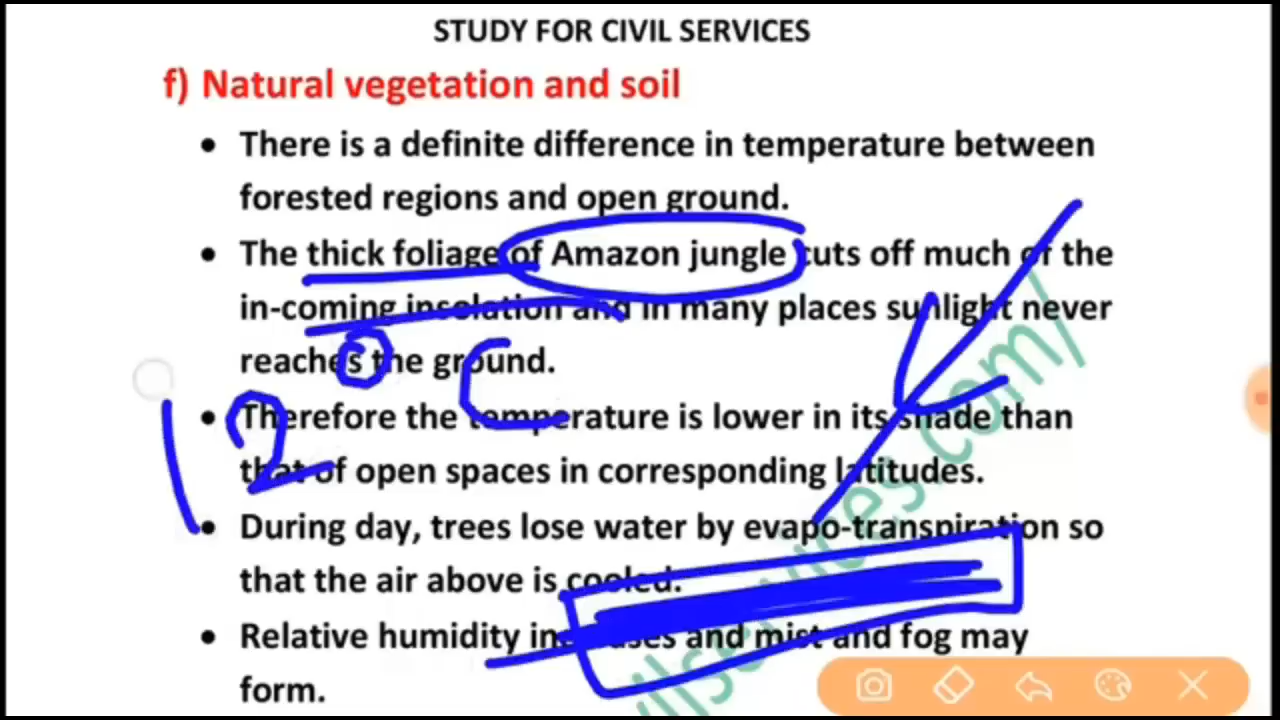 STUDY FOR CIVIL SERVICES
f) Natural vegetation and soil
• There is a definite difference in temperature between
forested regions and open ground.
• The thick foliage of Amazon jungle cuts off much of the
in-coming insolation and in many places sunlight never
reaches the ground.
12°C
• Therefore the temperature is lower in its shade than
that of open spaces in corresponding latitudes.
• During day, trees lose water by evapo-transpiration so
that the air above is cooled.
• Relative humidity increases and mist and fog may
form.